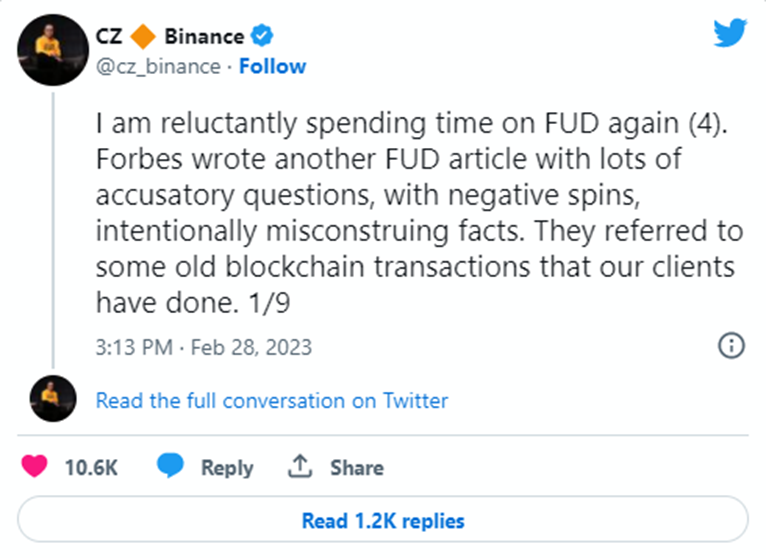 CZ 🔶 Binance
@cz_binance · Follow
I am reluctantly spending time on FUD again (4).
Forbes wrote another FUD article with lots of
accusatory questions, with negative spins,
intentionally misconstruing facts. They referred to
some old blockchain transactions that our clients
have done. 1/9
3:13 PM · Feb 28, 2023
Read the full conversation on Twitter
10.6K Reply Share
Read 1.2K replies